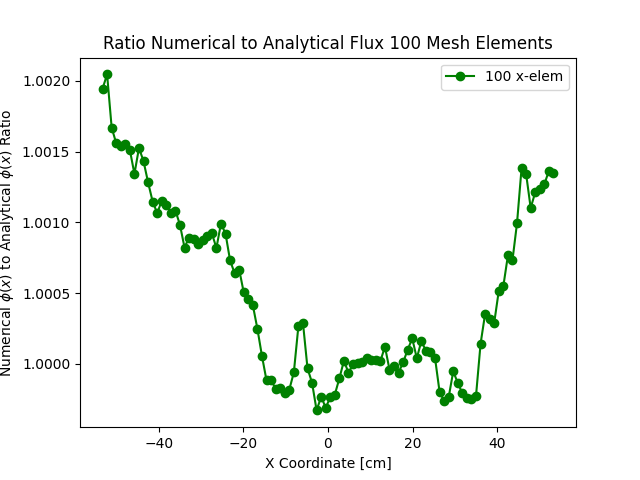 Ratio Numerical to Analytical Flux 100 Mesh Elements
100 x-elem
Numerical ϕ(x) to Analytical ϕ(x) Ratio
1.0020
1.0015
1.0010
1.0005
1.0000
−40
−20
0
20
40
X Coordinate [cm]